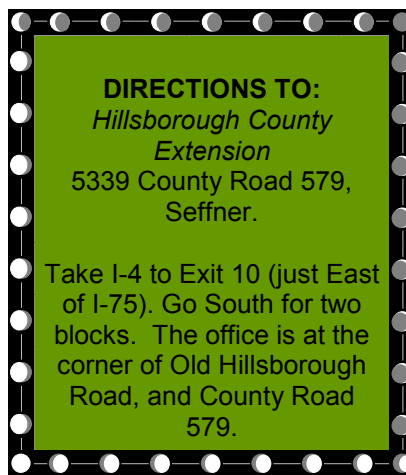 DIRECTIONS TO:
Hillsborough County
Extension
5339 County Road 579,
Seffner.
Take I-4 to Exit 10 (just East
of I-75). Go South for two
blocks.  The office is at the
corner of Old Hillsborough
Road, and County Road
579.